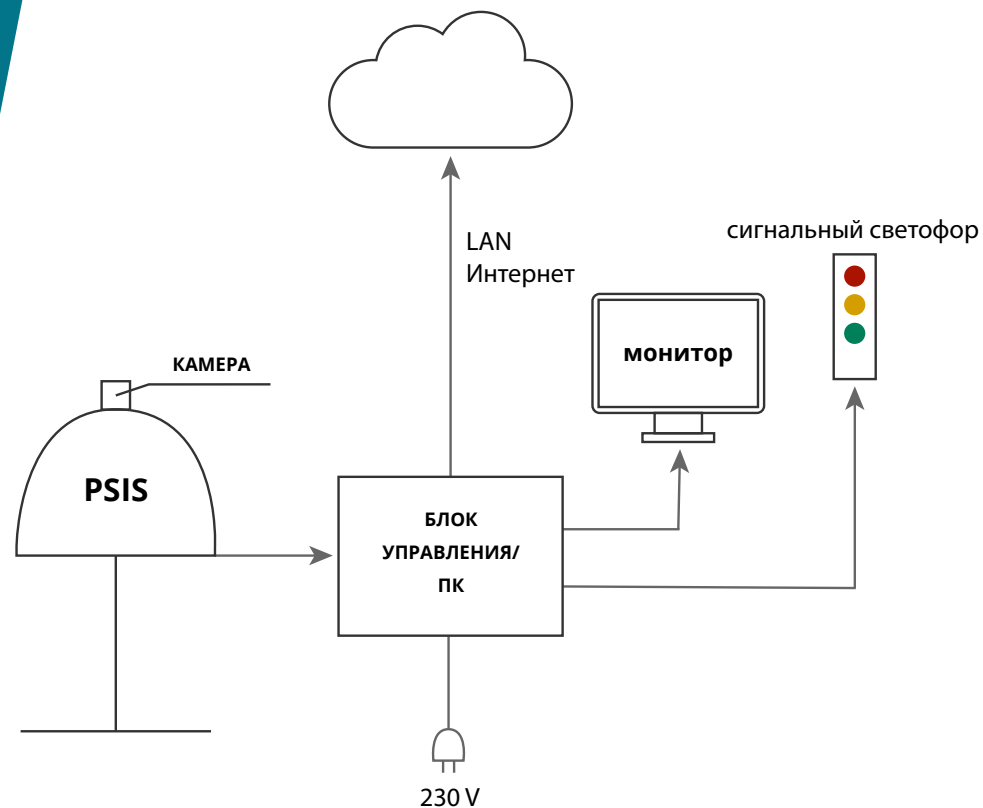 LAN
Интернет
сигнальный светофор
монитор
КАМЕРА
PSIS
БЛОК
УПРАВЛЕНИЯ/
ПК
230 V